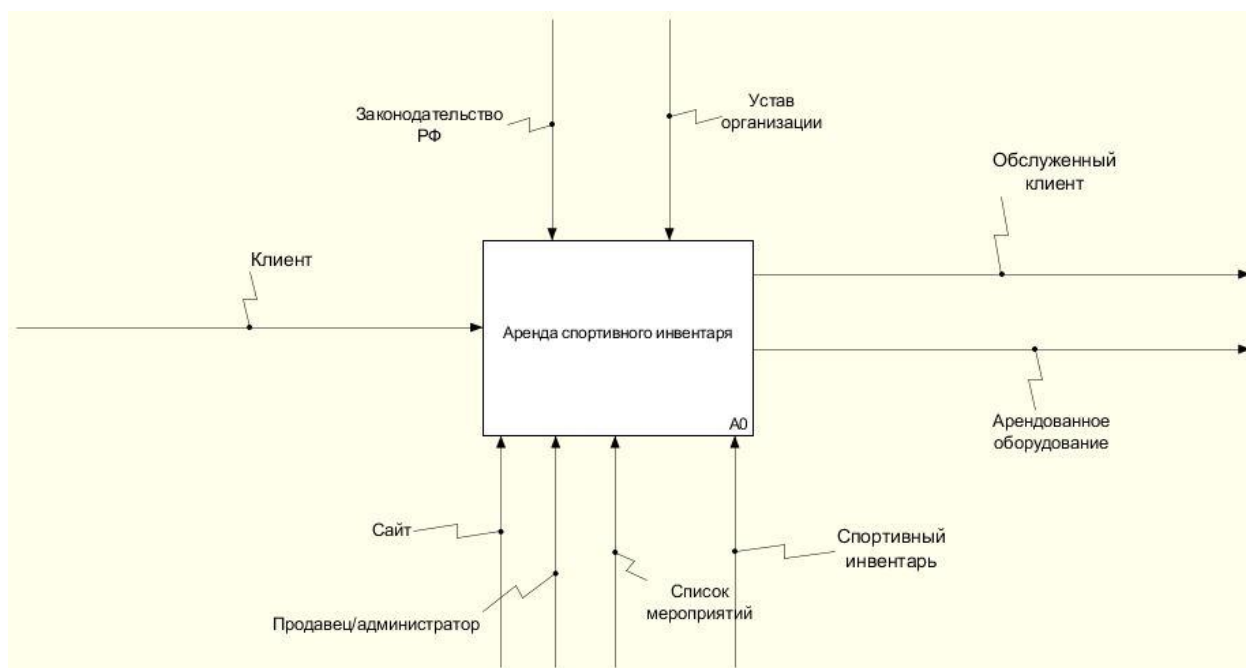 Законодательство
РФ
Устав
организации
Обслуженный
клиент
Клиент
Аренда спортивного инвентаря
A0
Арендованное
оборудование
Сайт
Спортивный
инвентарь
Список
мероприятий
Продавец/администратор